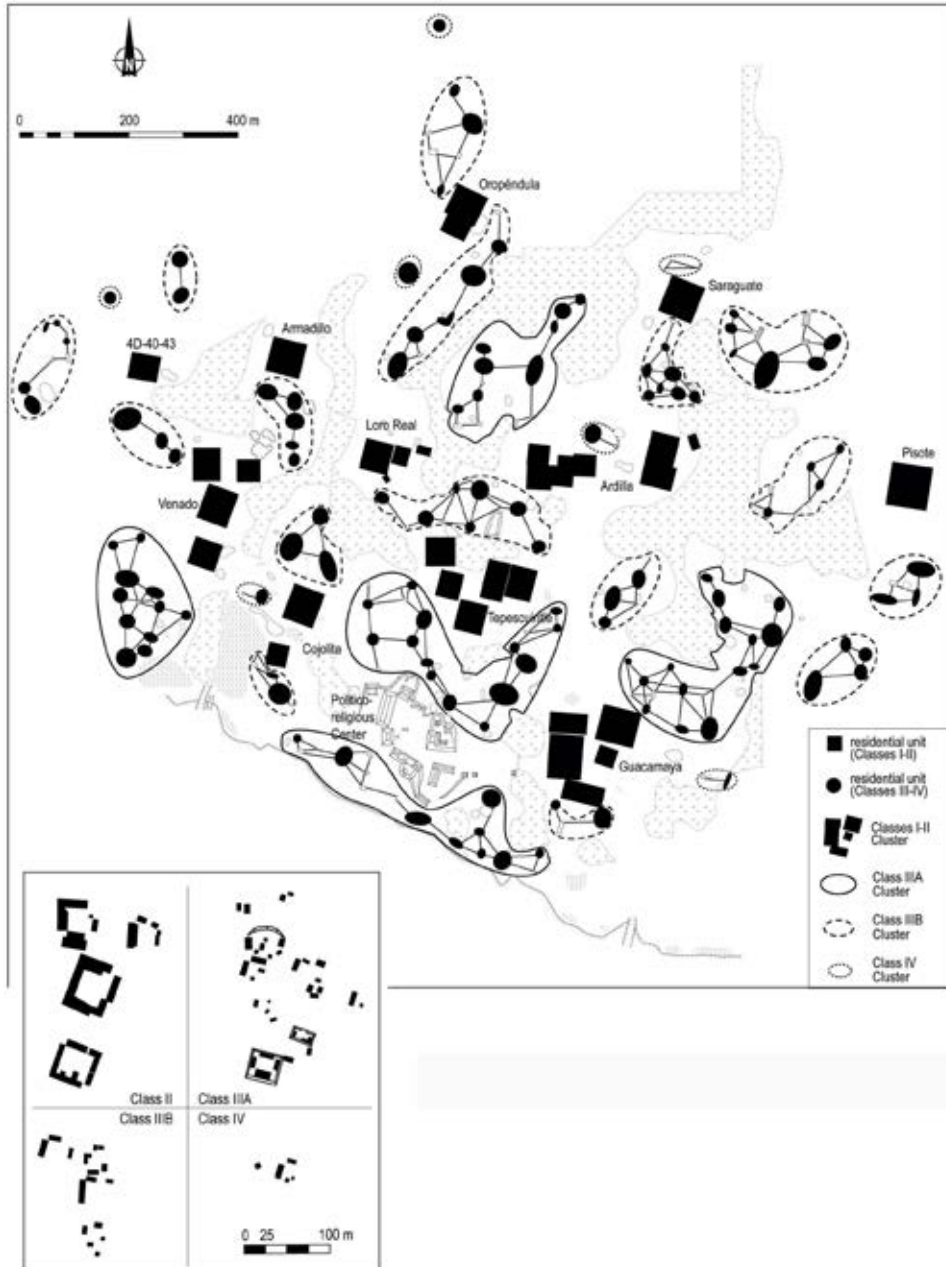 N
0 200 400 m
Oropéndula
Saraguate
4D-40-43
Armadillo
Loro Real
Pisote
Ardilla
Venado
Tepescuintle
Cojolita
Politico-
religious
Center
Guacamaya
residential unit
(Classes I-II)
residential unit
(Classes III-IV)
Classes I-II
Cluster
Class IIIA
Cluster
Class IIIB
Cluster
Class IV
Cluster
Class II
Class IIIA
Class IIIB
Class IV
0 25 100 m